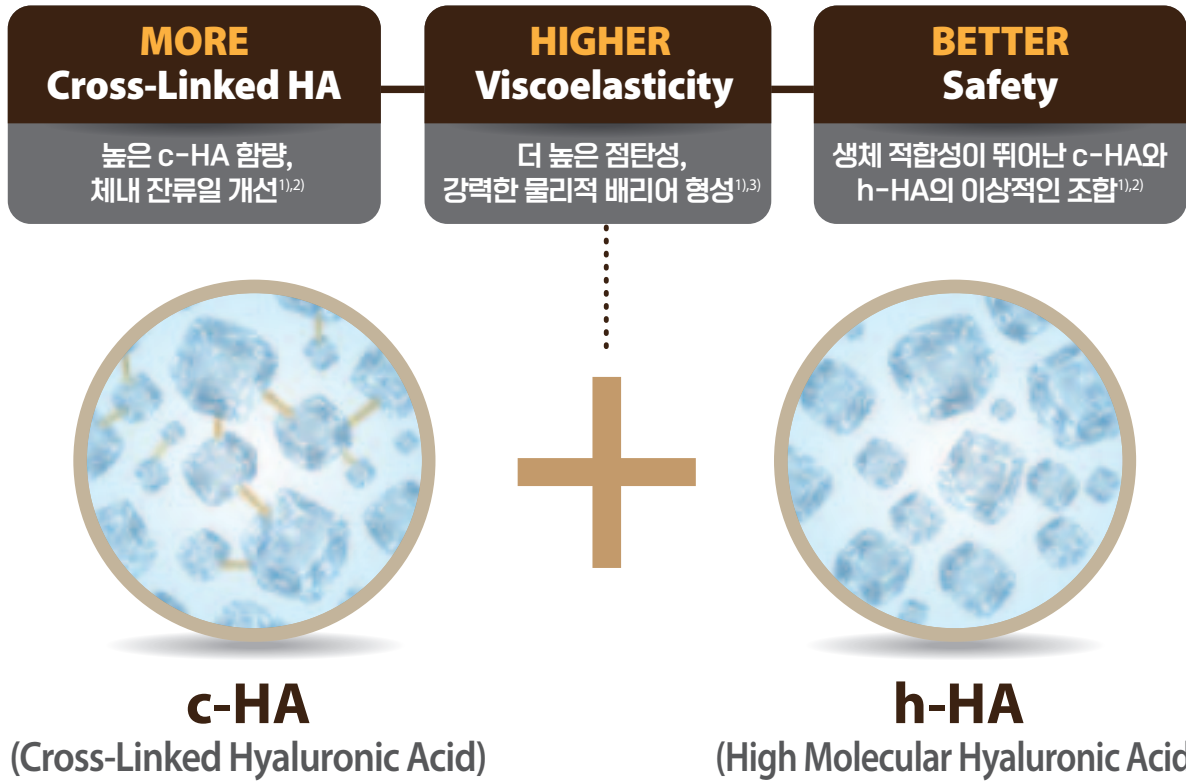 MORE
Cross-Linked HA
높은 c-HA 함량,
체내 잔류일 개선1),2)
HIGHER
Viscoelasticity
더 높은 점탄성,
강력한 물리적 배리어 형성1),3)
BETTER
Safety
생체 적합성이 뛰어난 c-HA와
h-HA의 이상적인 조합1),2)
c-HA
(Cross-Linked Hyaluronic Acid)
h-HA
(High Molecular Hyaluronic Acid